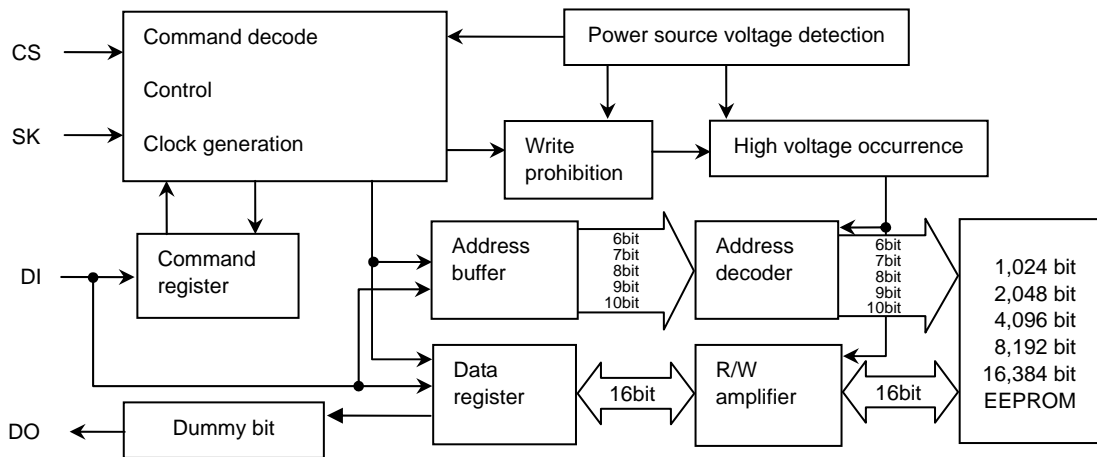 CS
SK
DI
DO
Command decode
Control
Clock generation
Power source voltage detection
Write
prohibition
High voltage occurrence
Command
register
Address
buffer
6bit
7bit
8bit
9bit
10bit
Address
decoder
6bit
7bit
8bit
9bit
10bit
1,024 bit
2,048 bit
4,096 bit
8,192 bit
16,384 bit
EEPROM
Data
register
16bit
R/W
amplifier
16bit
Dummy bit